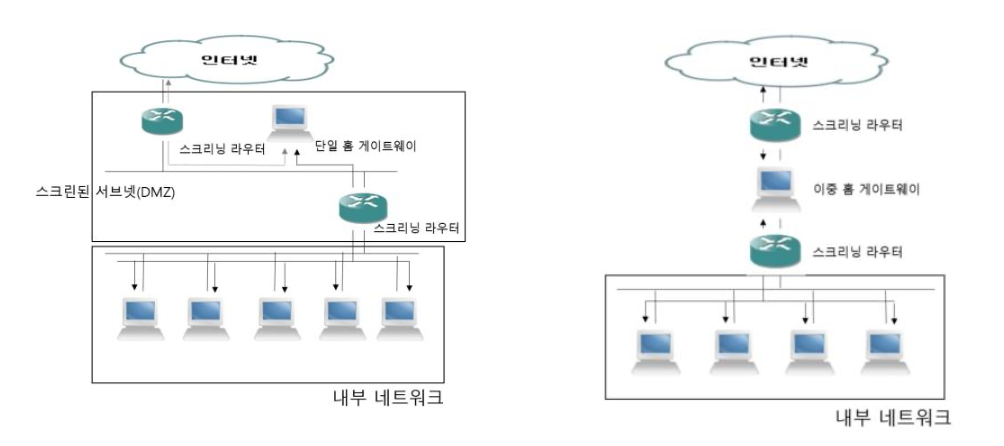 인터넷
스크리닝 라우터
단일 홈 게이트웨이
스크린된 서브넷(DMZ)
스크리닝 라우터
내부 네트워크
인터넷
스크리닝 라우터
이중 홈 게이트웨이
스크리닝 라우터
내부 네트워크